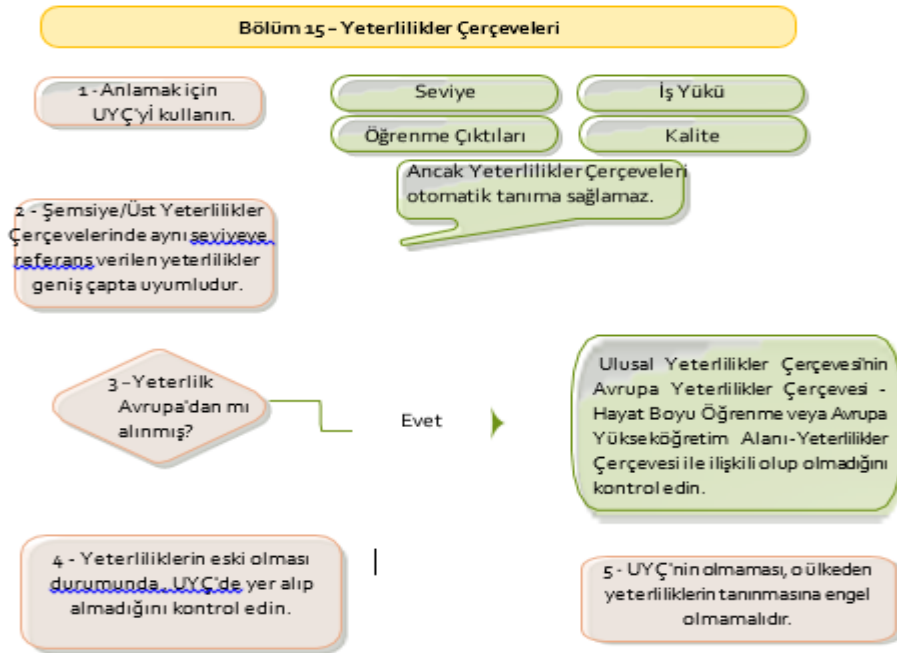 Bölüm 15 – Yeterlilikler Çerçeveleri
1 - Anlamak için
UYÇ'yİ kullanın.
Seviye
İş Yükü
Öğrenme Çıktıları
Kalite
Ancak Yeterlilikler Çerçeveleri
otomatik tanıma sağlamaz.
2 - Şemsiye/Üst Yeterlilikler
Çerçevelerinde aynı seviyeye
referans verilen yeterlilikler
geniş çapta uyumludur.
3 –Yeterlilk
Avrupa'dan mı
alınmış?
Evet
Ulusal Yeterlilikler Çerçevesi'nin
Avrupa Yeterlilikler Çerçevesi -
Hayat Boyu Öğrenme veya Avrupa
Yükseköğretim Alanı-Yeterlilikler
Çerçevesi ile ilişkili olup olmadığını
kontrol edin.
4 - Yeterliliklerin eski olması
durumunda, UYÇ'de yer alıp
almadığını kontrol edin.
5 - UYÇ'nin olmaması, o ülkeden
yeterliliklerin tanınmasına engel
olmamalıdır.